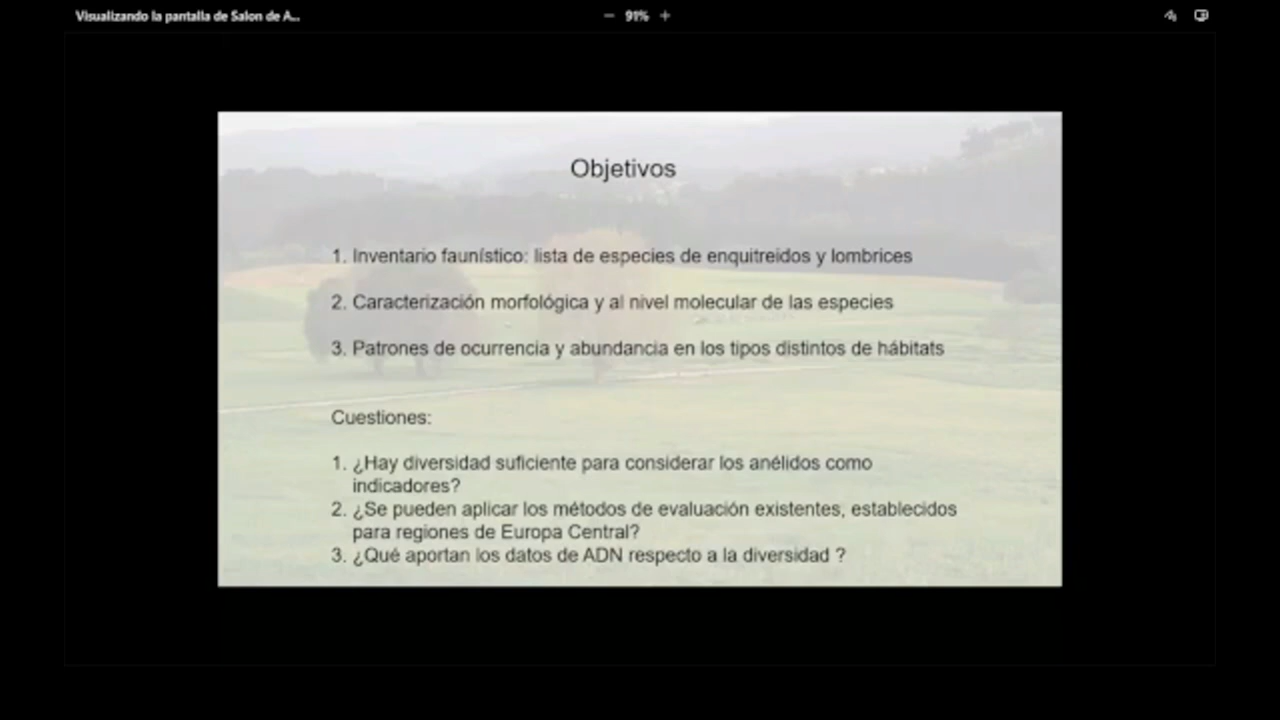 Visualizando la pantalla de Salon de A...
91%
Objetivos
1. Inventario faunístico: lista de especies de enquitreidos y lombrices
2. Caracterización morfológica y al nivel molecular de las especies
3. Patrones de ocurrencia y abundancia en los tipos distintos de hábitats
Cuestiones:
1. ¿Hay diversidad suficiente para considerar los anélidos como
indicadores?
2. ¿Se pueden aplicar los métodos de evaluación existentes, establecidos
para regiones de Europa Central?
3. ¿Qué aportan los datos de ADN respecto a la diversidad ?